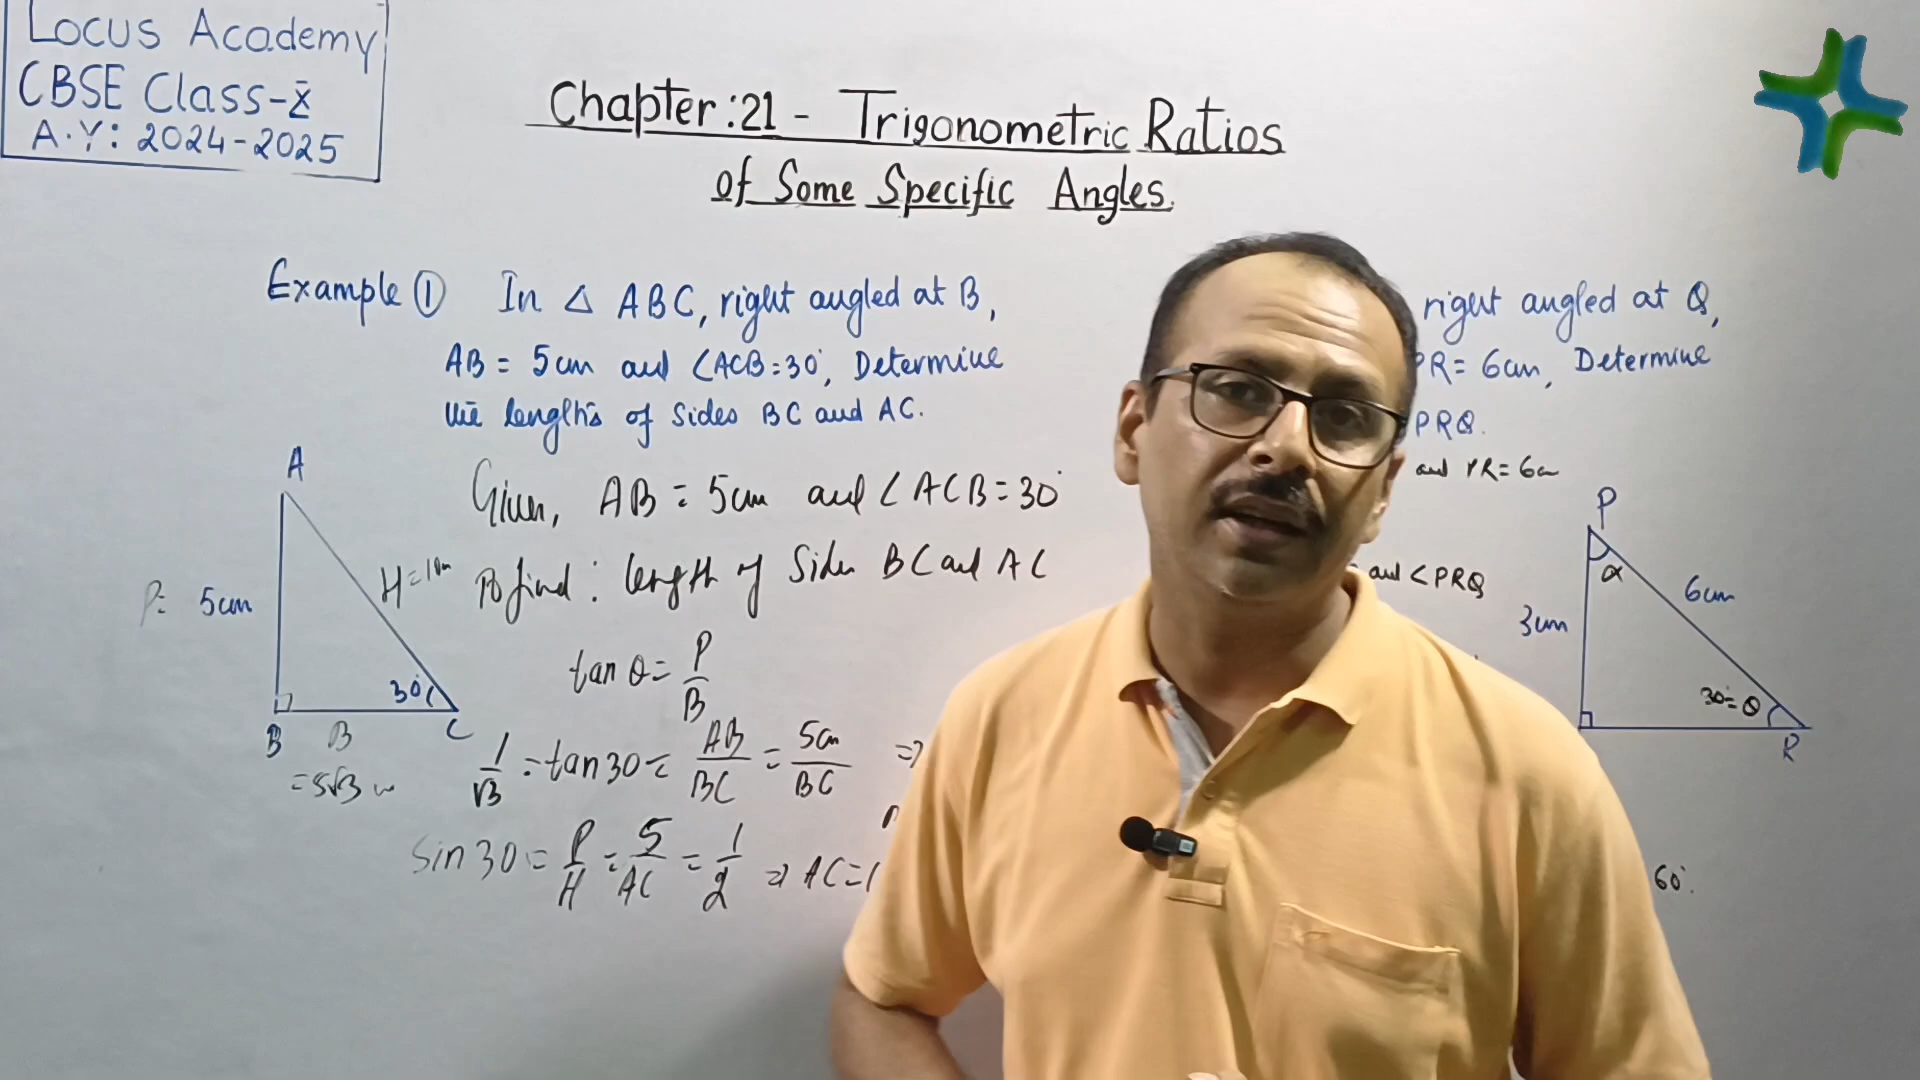 Locus Academy
CBSE Class-X
A.Y: 2024-2025
Chapter:21 - Trigonometric Ratios
of Some Specific Angles.
Example ① In △ ABC, right angled at B,
AB = 5cm and ∠ACB=30°, Determine
the lengths of sides BC and AC.
Given, AB = 5cm and ∠ACB=30°
To find: length of Sides BC and AC
tan θ = P/B
1/√3 = tan 30 = AB/BC = 5cm/BC ⇒
sin 30 = P/H = 5/AC = 1/2 ⇒ AC=1
A
P= 5cm
H=10cm
30°
B
B
C
=5√3 cm
right angled at Q,
PR= 6cm, Determine
PRQ.
and PR=6cm
and ∠PRQ
P
α
6cm
3cm
30°=θ
R
60°.